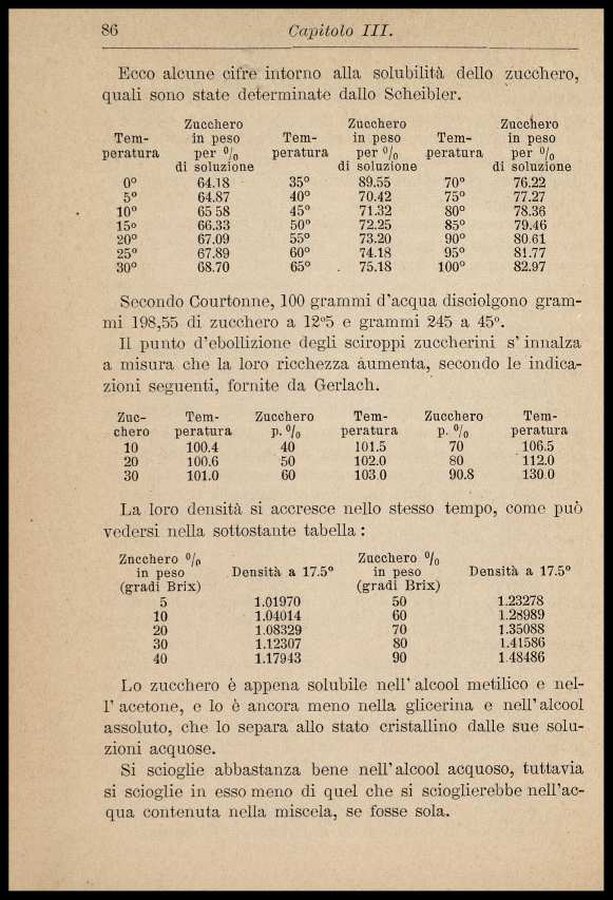 86 Capitolo III.
Ecco alcune cifre intorno alla solubilità dello zucchero,
quali sono state determinate dallo Scheibler.
Zucchero Zucchero Zucchero
Tem- in peso Tem- in peso Tem- in peso
peratura per % peratura per % peratura per %
di soluzione di soluzione di soluzione
0° 64.18 35° 89.55 70° 76.22
5° 64.87 40° 70.42 75° 77.27
10° 65 58 45° 71.32 80° 78.36
15° 66.33 50° 72.25 85° 79.46
20° 67.09 55° 73.20 90° 80.61
25° 67.89 60° 74.18 95° 81.77
30° 68.70 65° 75.18 100° 82.97
Secondo Courtonne, 100 grammi d'acqua disciolgono gram-
mi 198,55 di zucchero a 12°5 e grammi 245 a 45°.
Il punto d'ebollizione degli sciroppi zuccherini s'innalza
a misura che la loro ricchezza aumenta, secondo le indica-
zioni seguenti, fornite da Gerlach.
Zuc- Tem- Zucchero Tem- Zucchero Tem-
chero peratura p. % peratura p. % peratura
10 100.4 40 101.5 70 106.5
20 100.6 50 102.0 80 112.0
30 101.0 60 103 0 90.8 130 0
La loro densità si accresce nello stesso tempo, come può
vedersi nella sottostante tabella :
Zncchero % Zucchero %
in peso Densità a 17.5° in peso Densità a 17.5°
(gradi Brix) (gradi Brix)
5 1.01970 50 1.23278
10 1.04014 60 1.28989
20 1.08329 70 1.35088
30 1.12307 80 1.41586
40 1.17943 90 1 48486
Lo zucchero è appena solubile nell'alcool metilico e nel-
l'acetone, e lo è ancora meno nella glicerina e nell'alcool
assoluto, che lo separa allo stato cristallino dalle sue solu-
zioni acquose.
Si scioglie abbastanza bene nell'alcool acquoso, tuttavia
si scioglie in esso meno di quel che si scioglierebbe nell'ac-
qua contenuta nella miscela, se fosse sola.